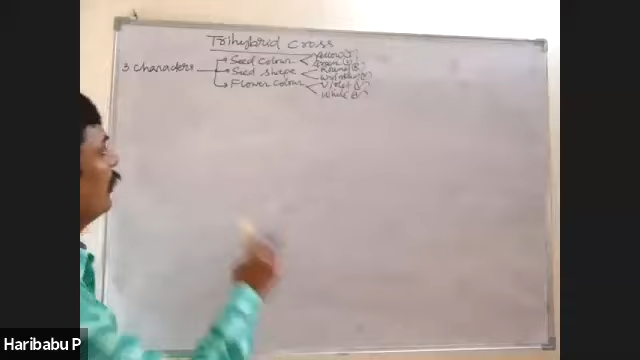 Trihybrid Cross
3 characters
Seed colour
Yellow (Y)
Green (y)
Seed shape
Round (R)
Wrinkled (r)
Flower colour
Violet (V)
White (v)
Haribabu P